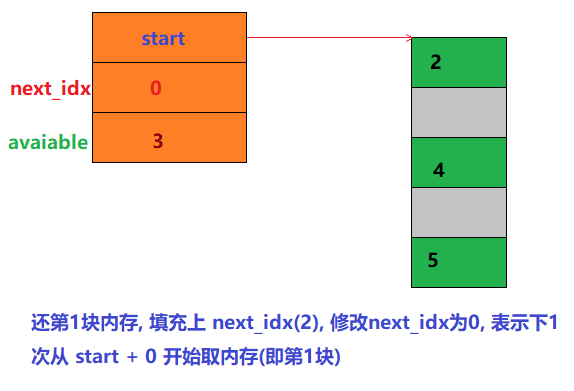 start
2
next_idx 0
avaiable 3
4
5
还第1块内存, 填充上 next_idx(2), 修改next_idx为0, 表示下1
次从 start + 0 开始取内存(即第1块)